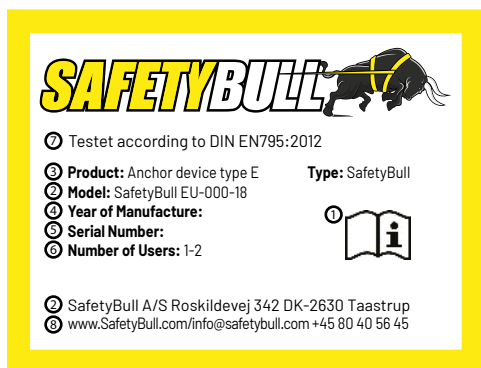 SAFETYBULL
7 Testet according to DIN EN795:2012
3 Product: Anchor device type E Type: SafetyBull
2 Model: SafetyBull EU-000-18
4 Year of Manufacture:
1
5 Serial Number:
6 Number of Users: 1-2
2 SafetyBull A/S Roskildevej 342 DK-2630 Taastrup
8 www.SafetyBull.com/info@safetybull.com +45 80 40 56 45